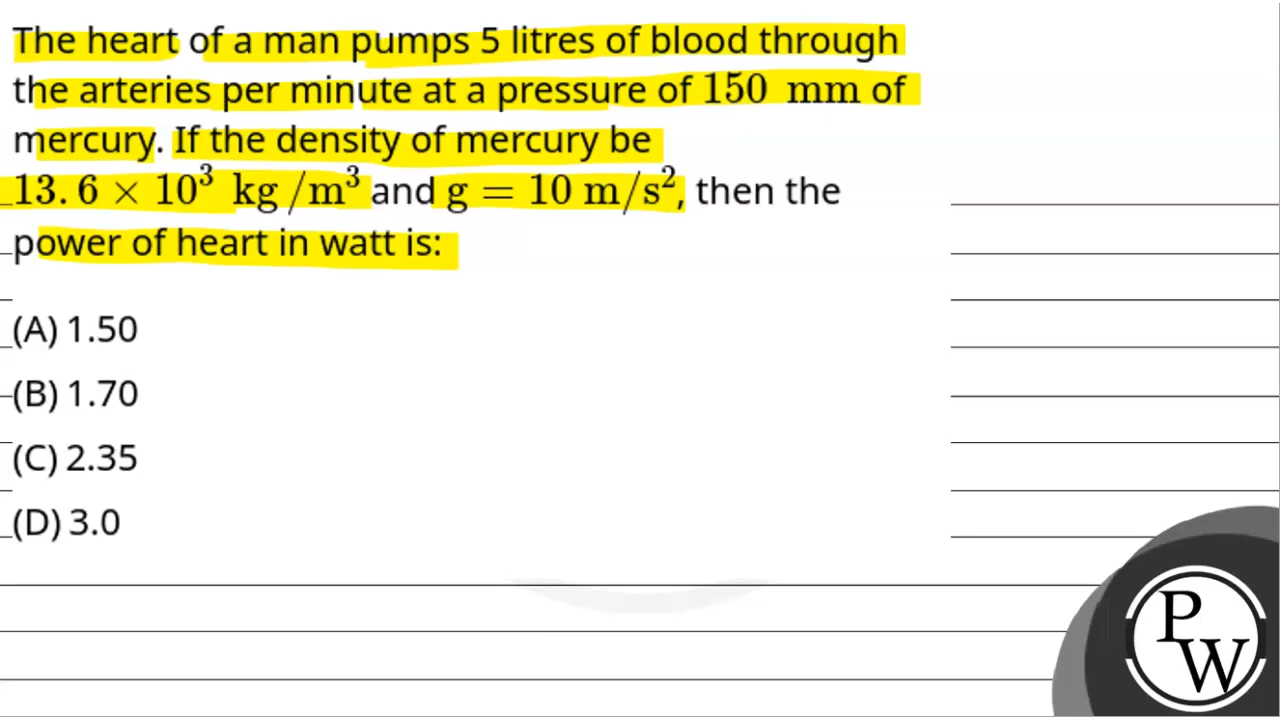 The heart of a man pumps 5 litres of blood through
the arteries per minute at a pressure of 150 mm of
mercury. If the density of mercury be
13. 6 × 10³ kg /m³ and g = 10 m/s², then the
power of heart in watt is:
(A) 1.50
(B) 1.70
(C) 2.35
(D) 3.0
P
W